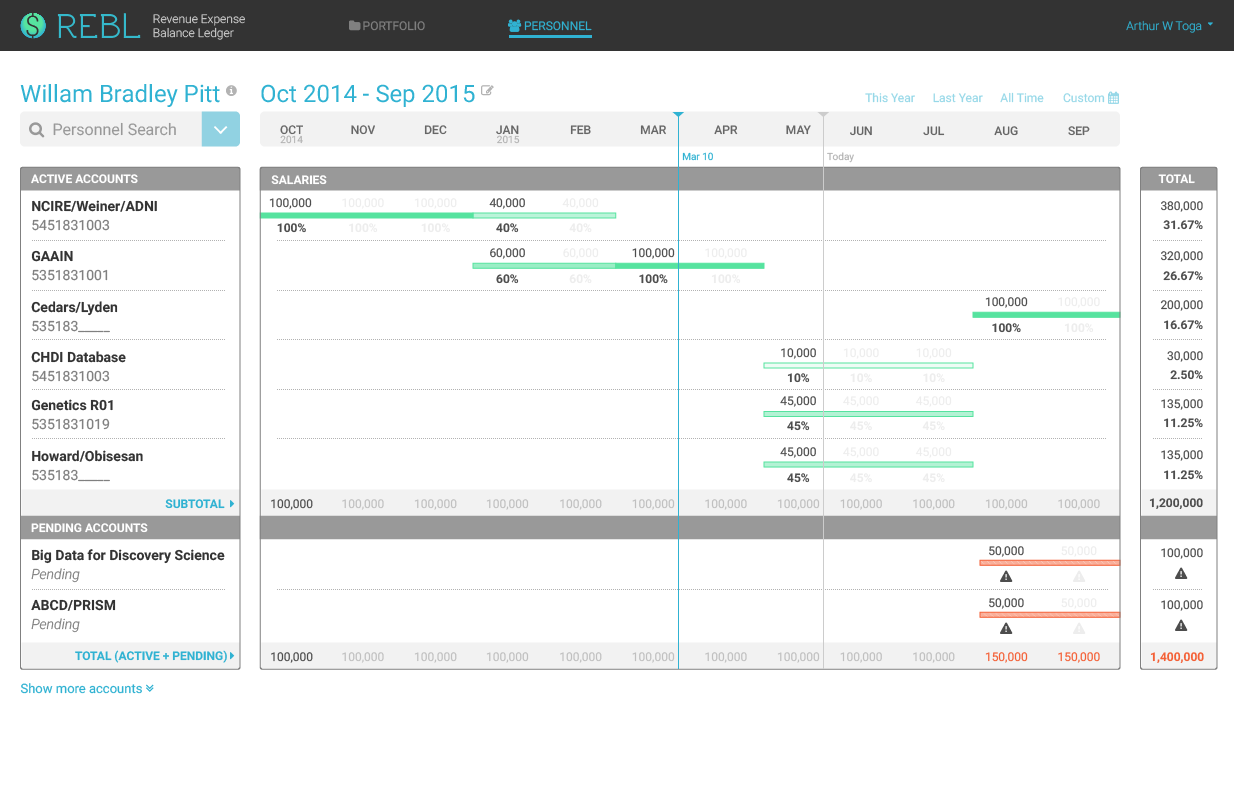 REBL
Revenue Expense
Balance Ledger
PORTFOLIO
PERSONNEL
Arthur W Toga
Willam Bradley Pitt
Oct 2014 - Sep 2015
This Year Last Year All Time Custom
Personnel Search
OCT NOV DEC JAN FEB MAR APR MAY JUN JUL AUG SEP
2014 2015
Mar 10 Today
ACTIVE ACCOUNTS SALARIES TOTAL
NCIRE/Weiner/ADNI 100,000 100,000 100,000 40,000 40,000 380,000
5451831003 100% 100% 100% 40% 40% 31.67%
GAAIN 60,000 60,000 100,000 100,000 320,000
5351831001 60% 60% 100% 100% 26.67%
Cedars/Lyden 100,000 100,000 200,000
535183_____ 100% 100% 16.67%
CHDI Database 10,000 10,000 10,000 30,000
5451831003 10% 10% 10% 2.50%
Genetics R01 45,000 45,000 45,000 135,000
5351831019 45% 45% 45% 11.25%
Howard/Obisesan 45,000 45,000 45,000 135,000
535183_____ 45% 45% 45% 11.25%
SUBTOTAL 100,000 100,000 100,000 100,000 100,000 100,000 100,000 100,000 100,000 100,000 100,000 100,000 1,200,000
PENDING ACCOUNTS
Big Data for Discovery Science 50,000 50,000 100,000
Pending
ABCD/PRISM 50,000 50,000 100,000
Pending
TOTAL (ACTIVE + PENDING) 100,000 100,000 100,000 100,000 100,000 100,000 100,000 100,000 100,000 100,000 150,000 150,000 1,400,000
Show more accounts